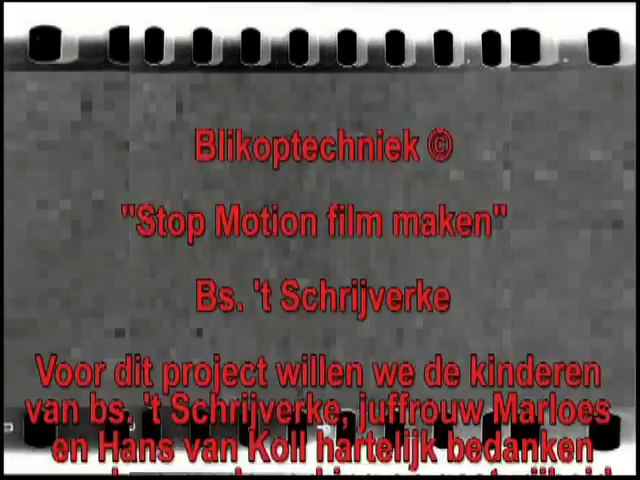 Blikoptechniek ©
"Stop Motion film maken"
Bs. 't Schrijverke
Voor dit project willen we de kinderen
van bs. 't Schrijverke, juffrouw Marloes
en Hans van Koll hartelijk bedanken